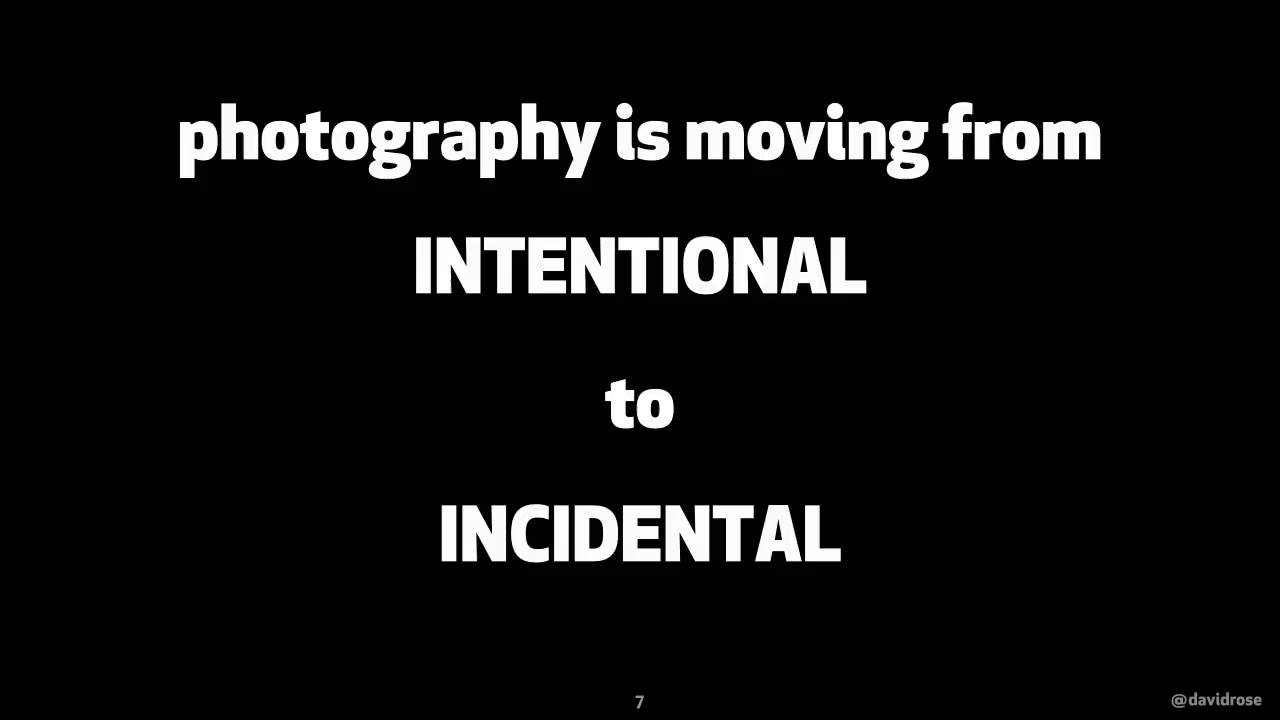 photography is moving from
INTENTIONAL
to
INCIDENTAL
7
@davidrose